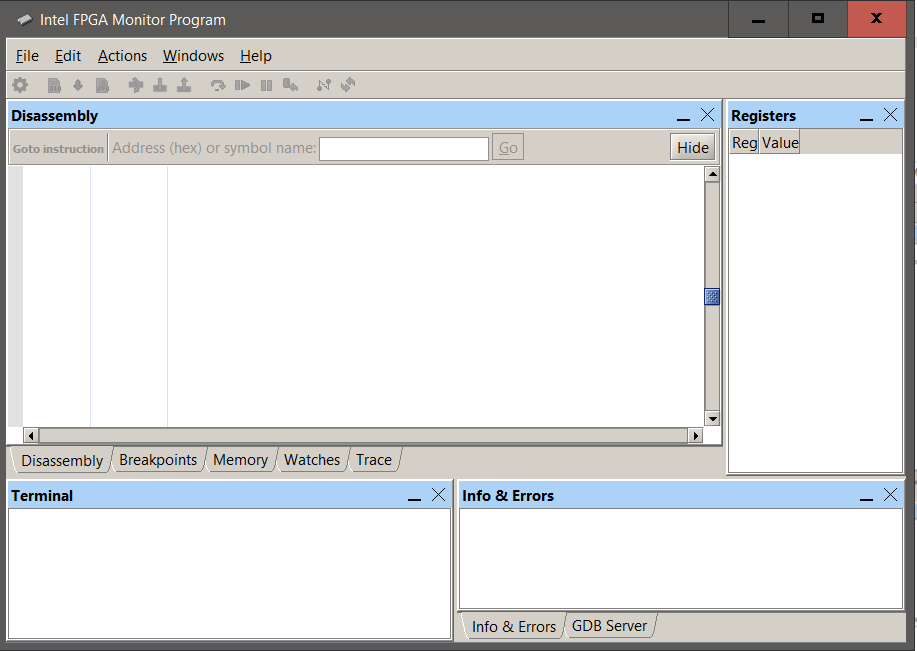 Intel FPGA Monitor Program
File Edit Actions Windows Help
Disassembly
Goto instruction Address (hex) or symbol name: Go Hide
Registers
Reg Value
Disassembly Breakpoints Memory Watches Trace
Terminal
Info & Errors
Info & Errors GDB Server